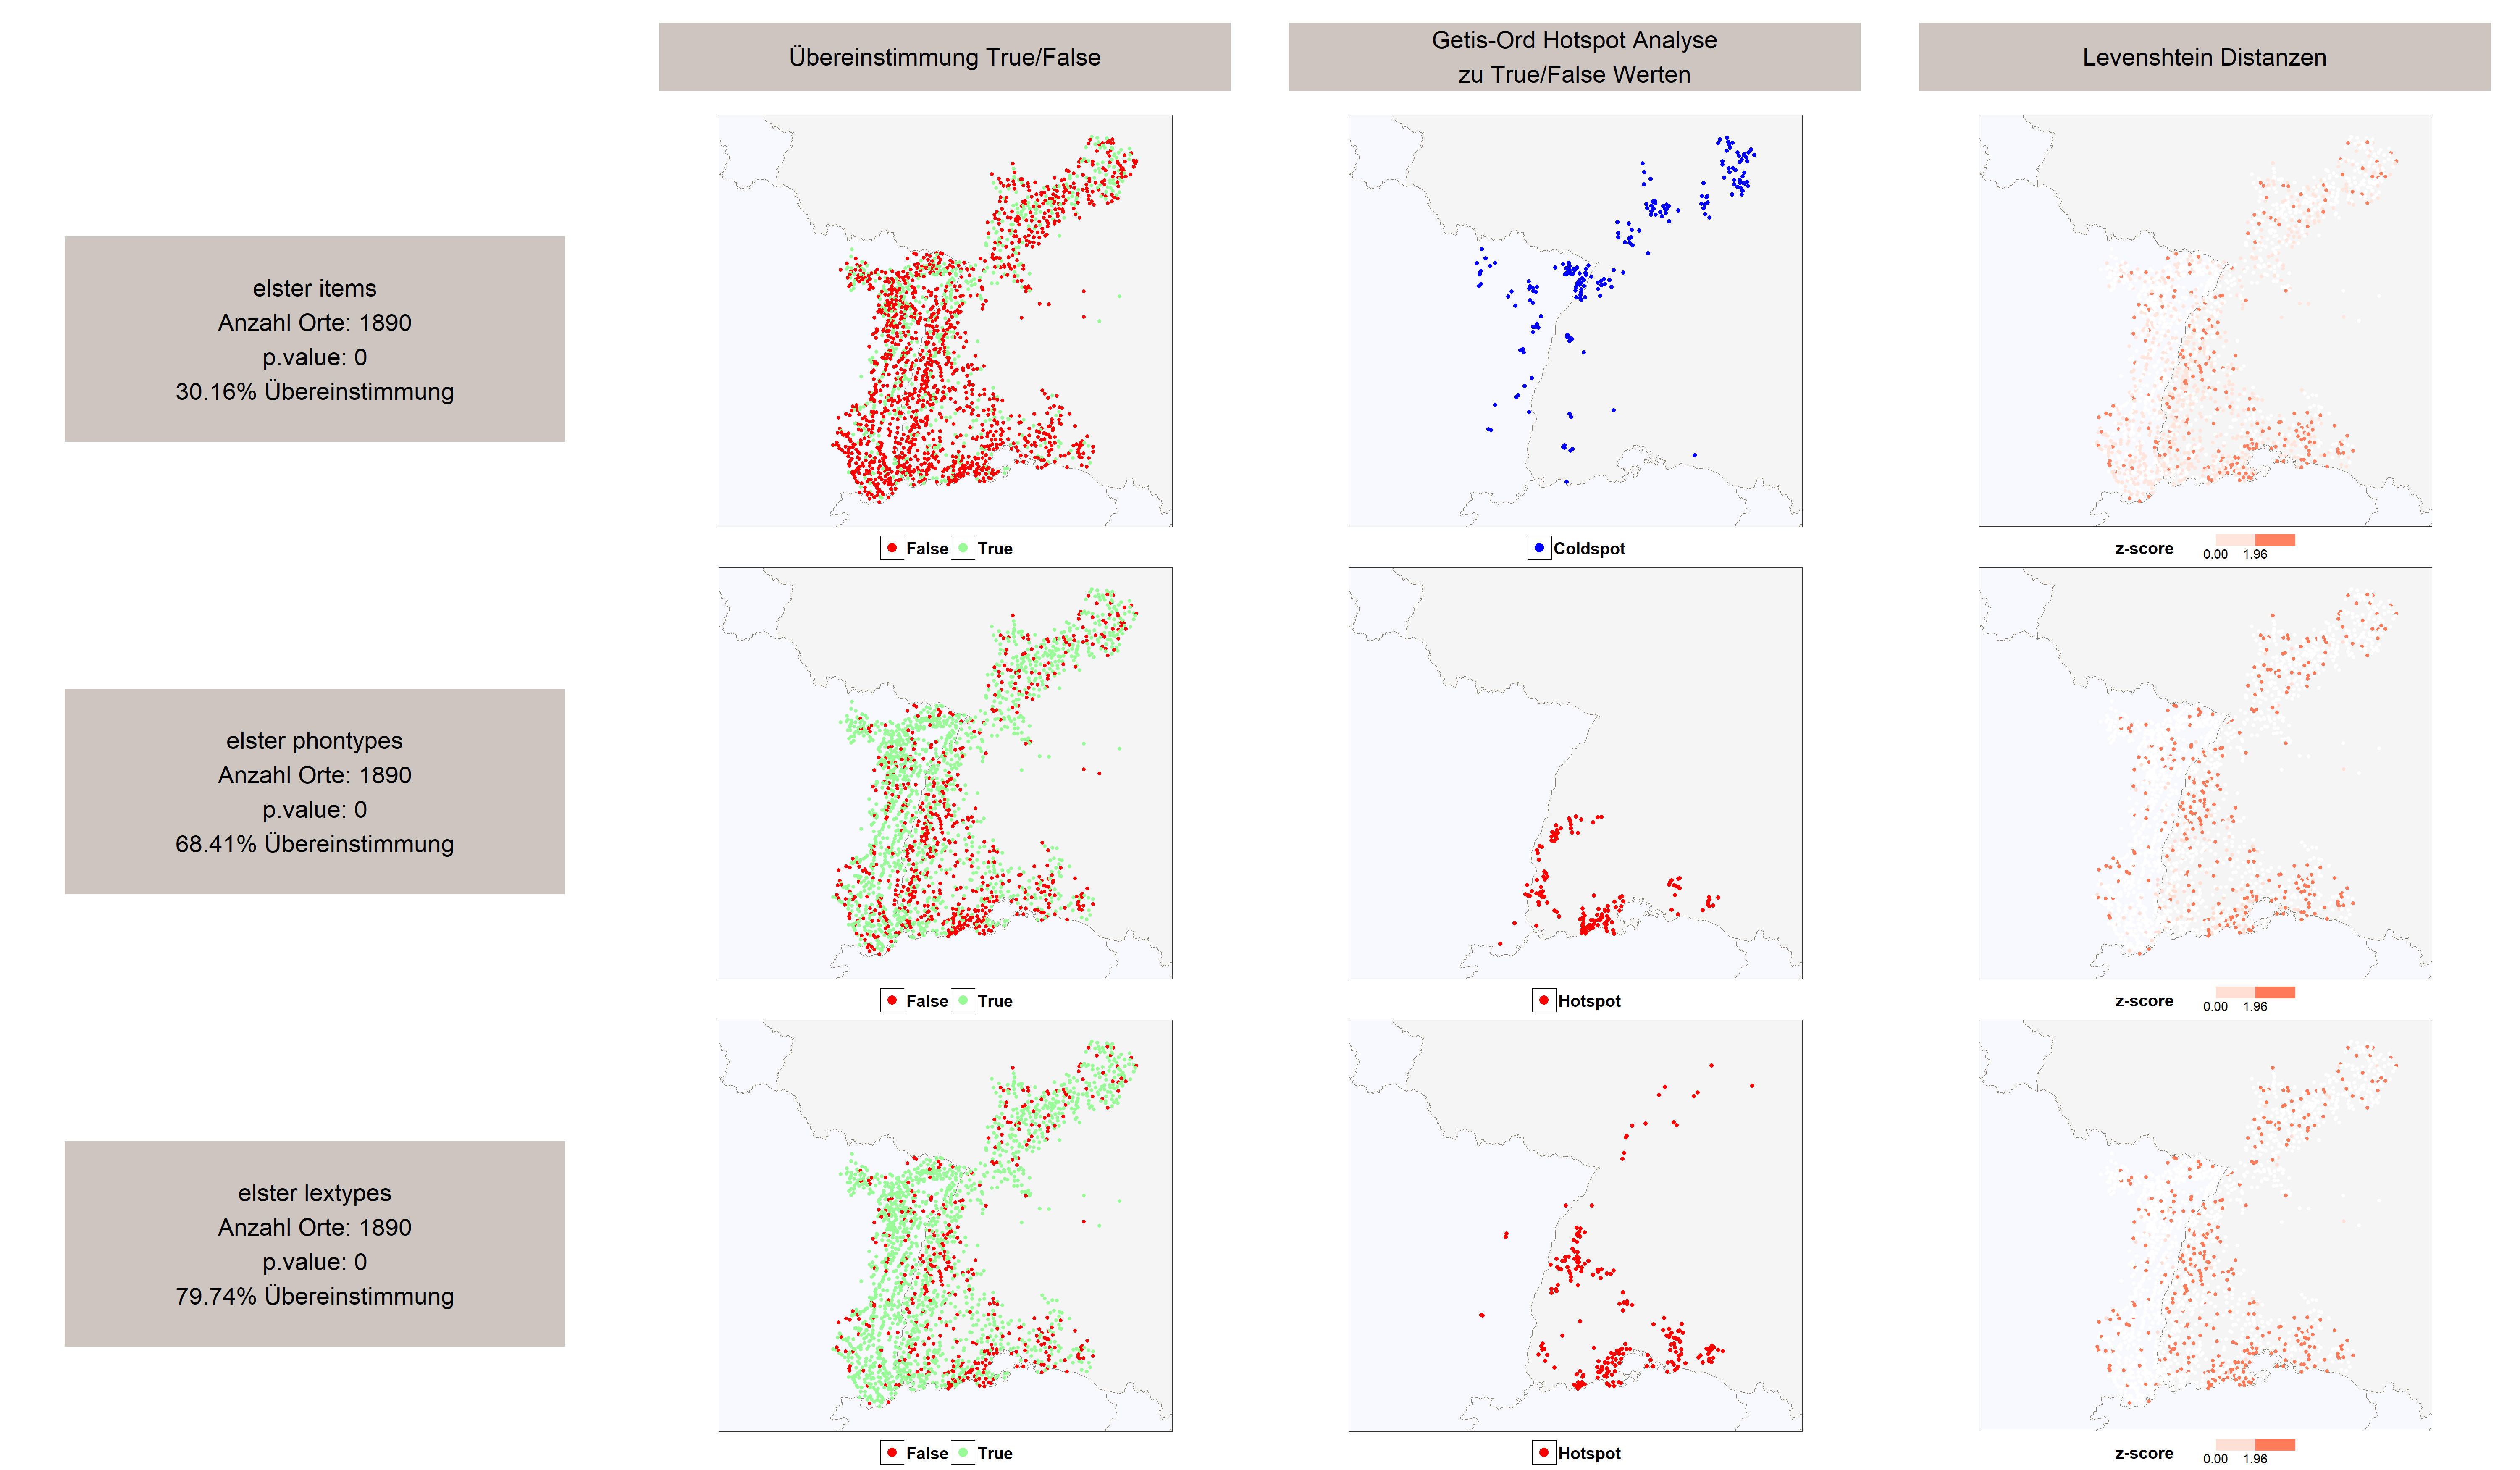 Übereinstimmung True/False
Getis-Ord Hotspot Analyse
zu True/False Werten
Levenshtein Distanzen
elster items
Anzahl Orte: 1890
p.value: 0
30.16% Übereinstimmung
False True
Coldspot
z-score
0.00 1.96
elster phontypes
Anzahl Orte: 1890
p.value: 0
68.41% Übereinstimmung
False True
Hotspot
z-score
0.00 1.96
elster lextypes
Anzahl Orte: 1890
p.value: 0
79.74% Übereinstimmung
False True
Hotspot
z-score
0.00 1.96